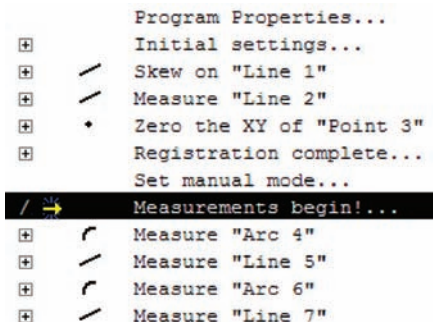 Program Properties...
Initial settings...
Skew on "Line 1"
Measure "Line 2"
Zero the XY of "Point 3"
Registration complete...
Set manual mode...
/ Measurements begin!...
Measure "Arc 4"
Measure "Line 5"
Measure "Arc 6"
Measure "Line 7"